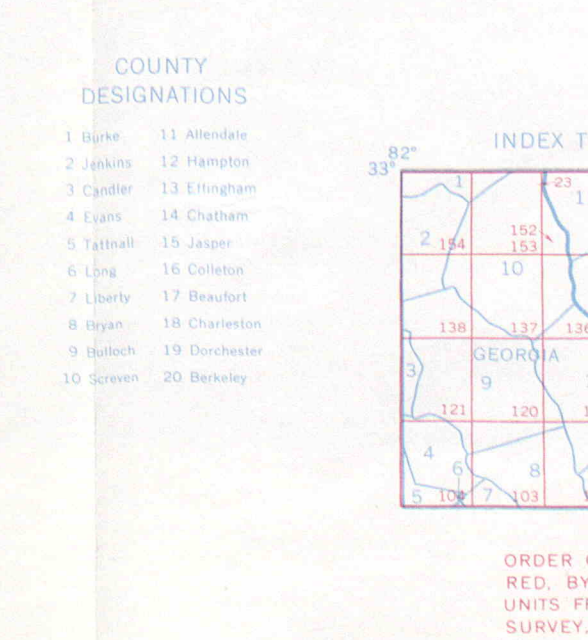 COUNTY
DESIGNATIONS
1 Burke 11 Allendale
2 Jenkins 12 Hampton
3 Candler 13 Effingham
4 Evans 14 Chatham
5 Tattnall 15 Jasper
6 Long 16 Colleton
7 Liberty 17 Beaufort
8 Bryan 18 Charleston
9 Bulloch 19 Dorchester
10 Screven 20 Berkeley
INDEX T
82°
33°
1 23
1
2 154 152
153
10
138 137 136
GEORGIA
3 9
121 120 1
4
6 8
5 104 7 103
ORDER
RED, BY
UNITS F
SURVEY,